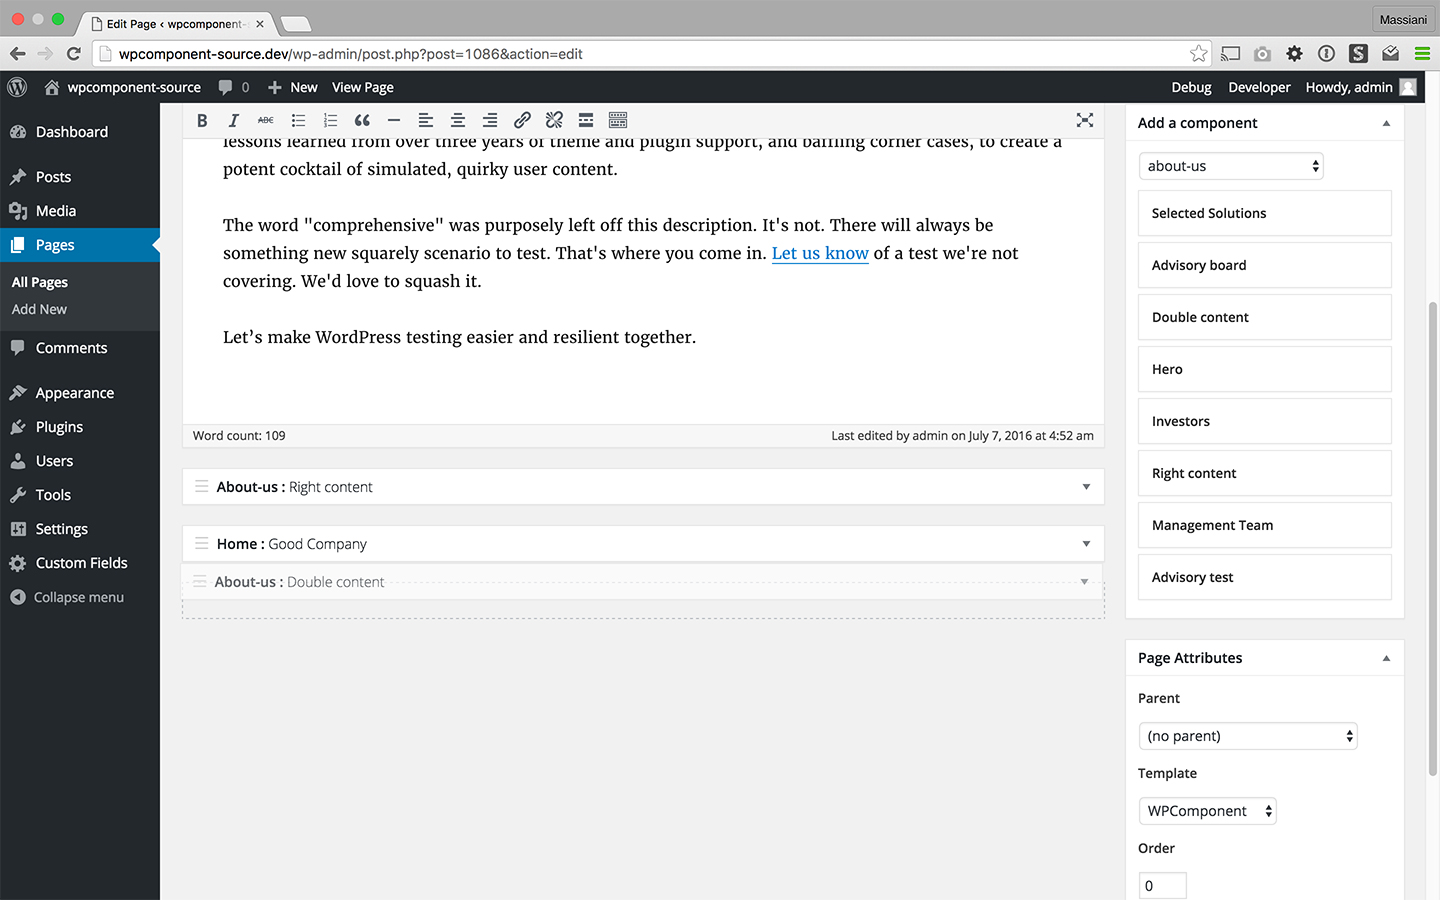 Edit Page ‹ wpcomponent-
Massiani
wpcomponent-source.dev/wp-admin/post.php?post=1086&action=edit
wpcomponent-source 0 New View Page Debug Developer Howdy, admin
Dashboard
Posts
Media
Pages
All Pages
Add New
Comments
Appearance
Plugins
Users
Tools
Settings
Custom Fields
Collapse menu
B I ABC
lessons learned from over three years of theme and plugin support, and baffling corner cases, to create a
potent cocktail of simulated, quirky user content.
The word "comprehensive" was purposely left off this description. It's not. There will always be
something new squarely scenario to test. That's where you come in. Let us know of a test we're not
covering. We'd love to squash it.
Let’s make WordPress testing easier and resilient together.
Word count: 109 Last edited by admin on July 7, 2016 at 4:52 am
About-us : Right content
Home : Good Company
About-us : Double content
Add a component
about-us
Selected Solutions
Advisory board
Double content
Hero
Investors
Right content
Management Team
Advisory test
Page Attributes
Parent
(no parent)
Template
WPComponent
Order
0